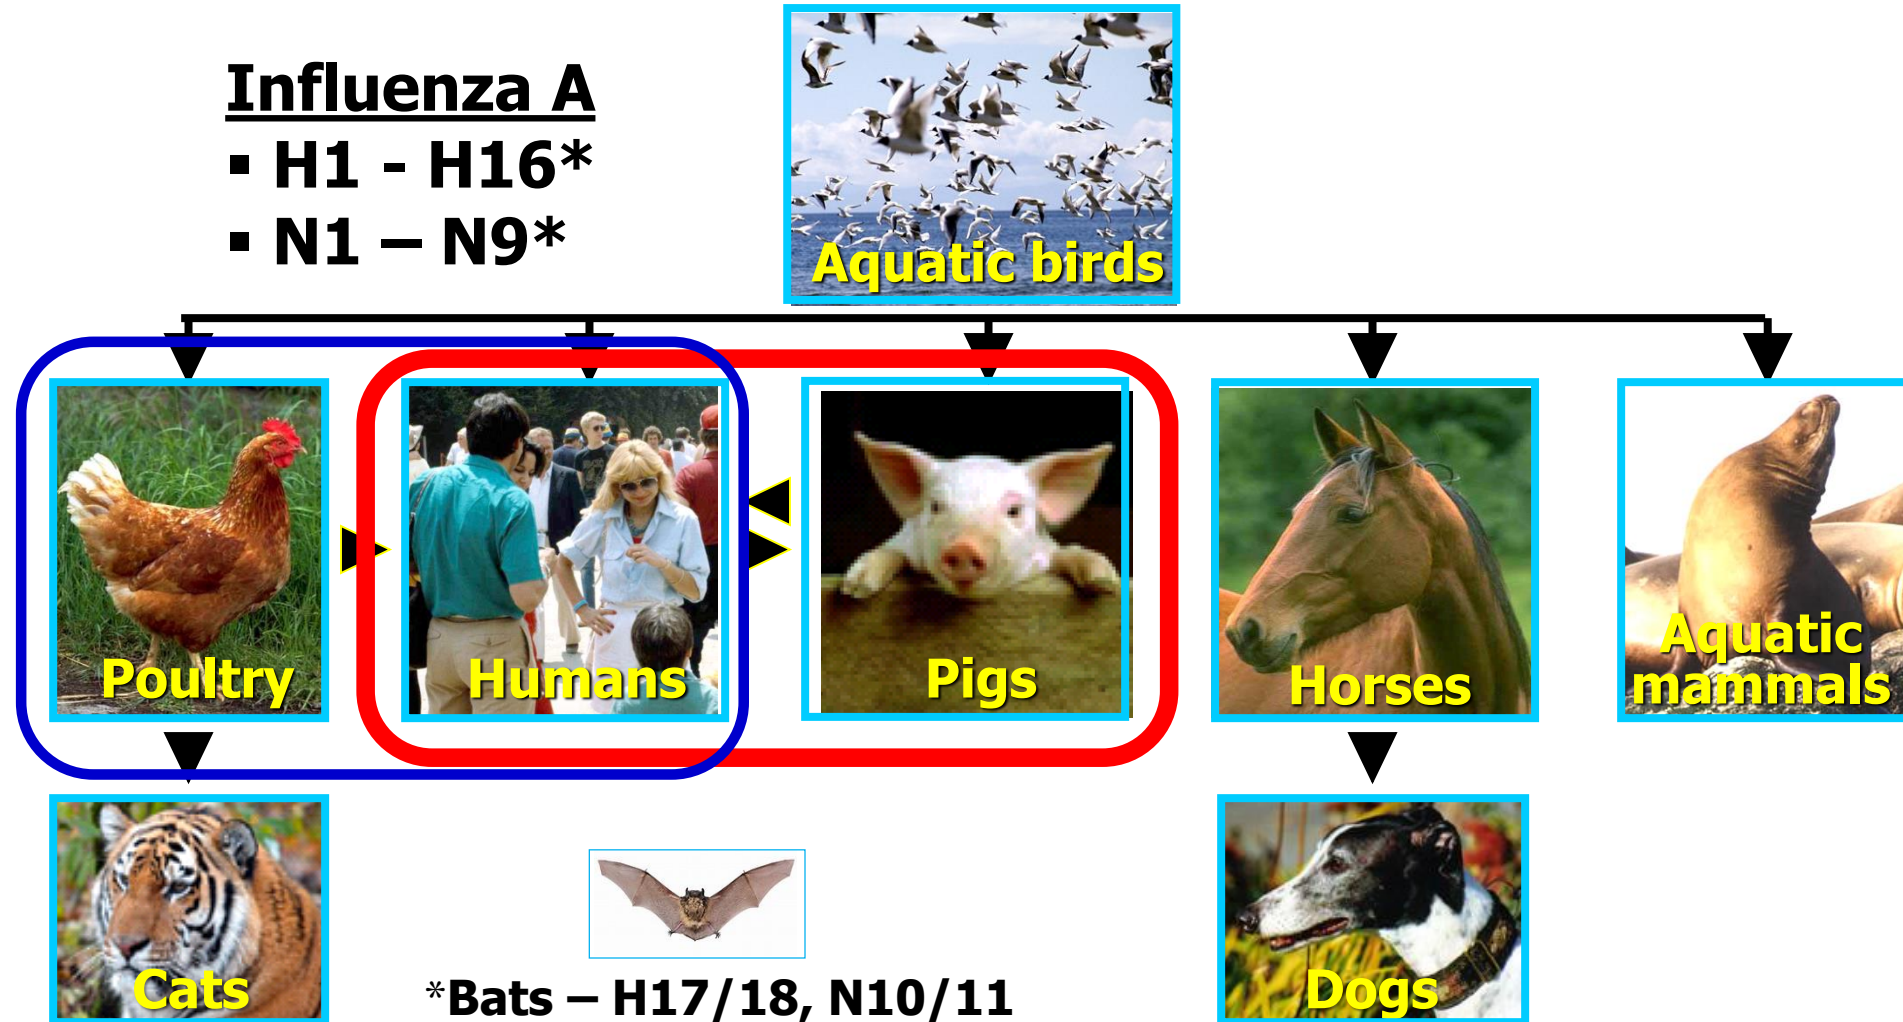 Influenza A
▪ H1 - H16*
▪ N1 – N9*
Aquatic birds
Poultry
Humans
Pigs
Horses
Aquatic
mammals
Cats
*Bats – H17/18, N10/11
Dogs